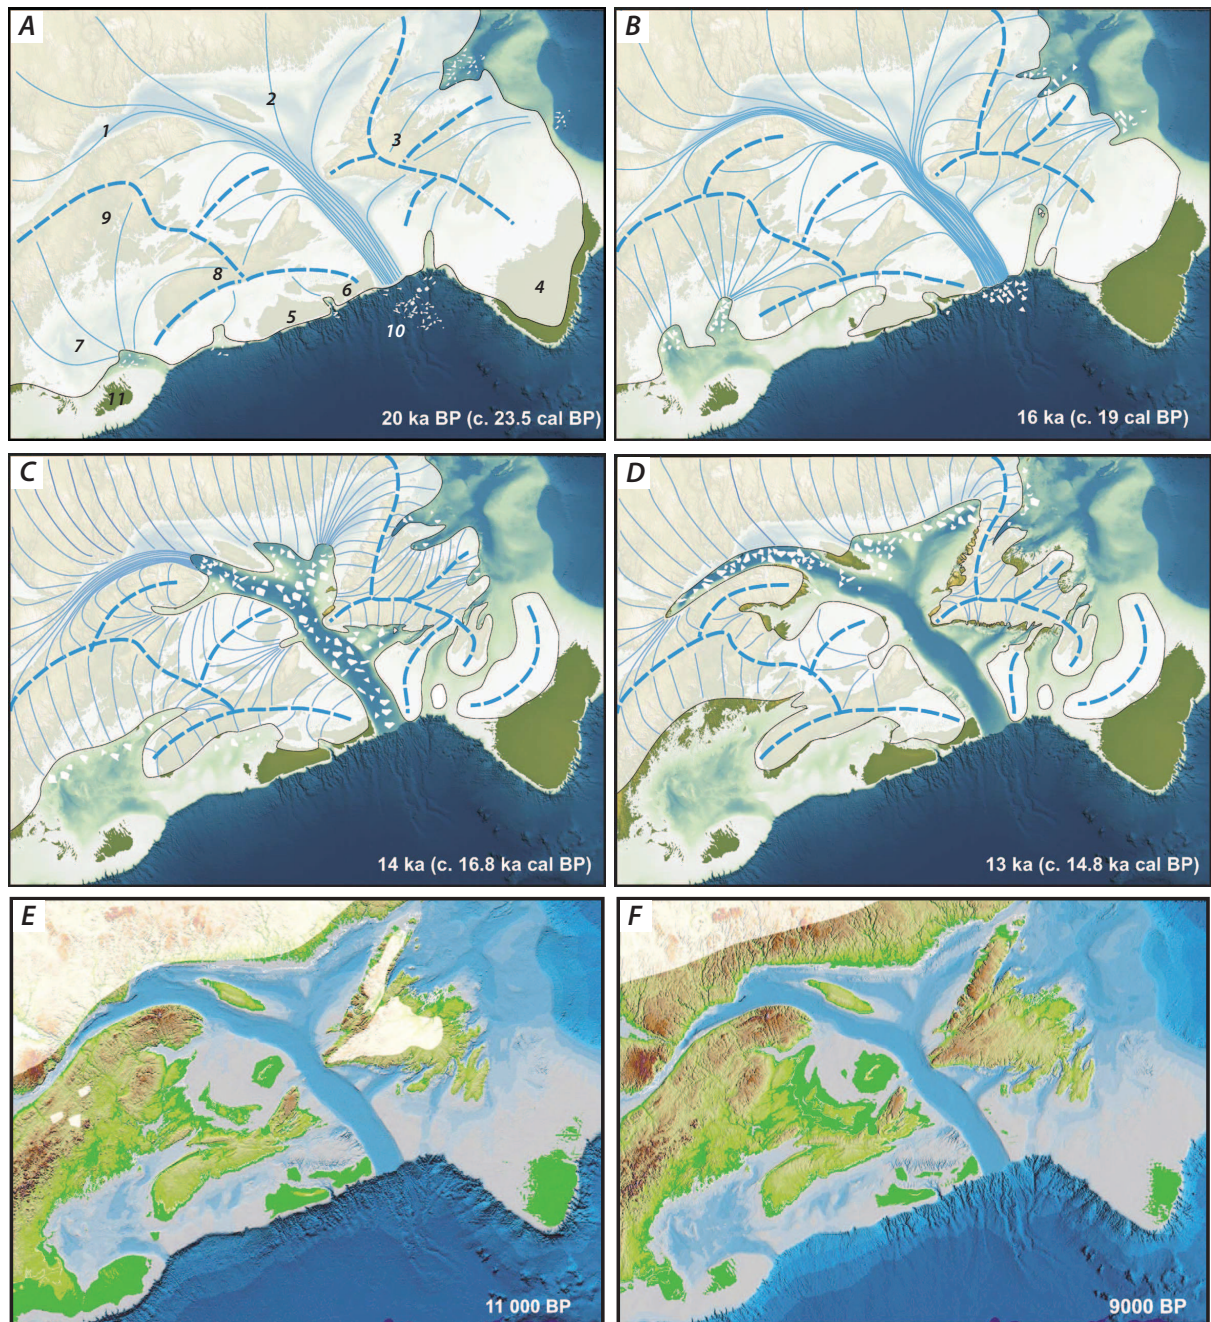 A
2
1
3
9
8
6
4
5
7
10
11
20 ka BP (c. 23.5 cal BP)
B
16 ka (c. 19 cal BP)
C
14 ka (c. 16.8 ka cal BP)
D
13 ka (c. 14.8 ka cal BP)
E
11 000 BP
F
9000 BP